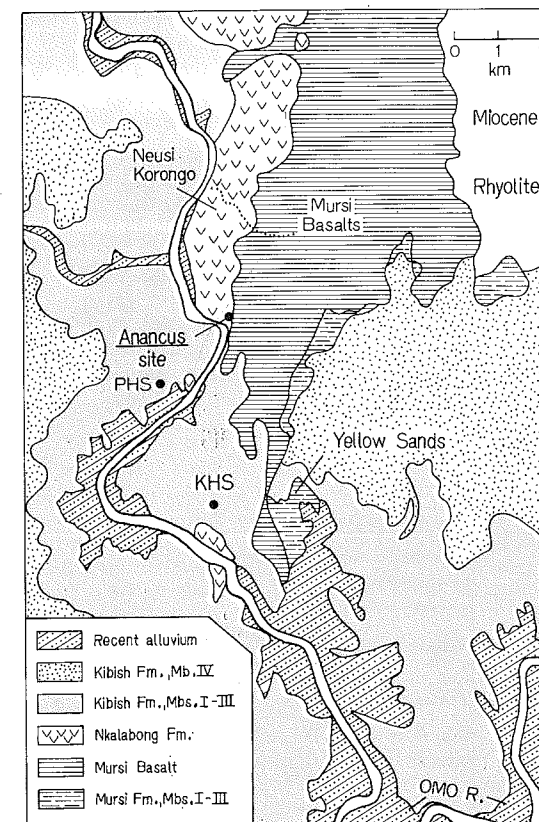 0 1
km
Miocene
Neusi
Korongo
Rhyolite
Mursi
Basalts
Anancus
site
PHS
Yellow Sands
KHS
Recent alluvium
Kibish Fm., Mb. IV
Kibish Fm., Mbs. I-III
Nkalabong Fm.
Mursi Basalt
Mursi Fm., Mbs. I-III
OMO R.